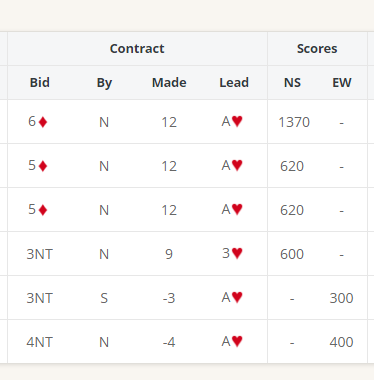 Contract Scores
Bid By Made Lead NS EW
6♦ N 12 A♥ 1370 -
5♦ N 12 A♥ 620 -
5♦ N 12 A♥ 620 -
3NT N 9 3♥ 600 -
3NT S -3 A♥ - 300
4NT N -4 A♥ - 400